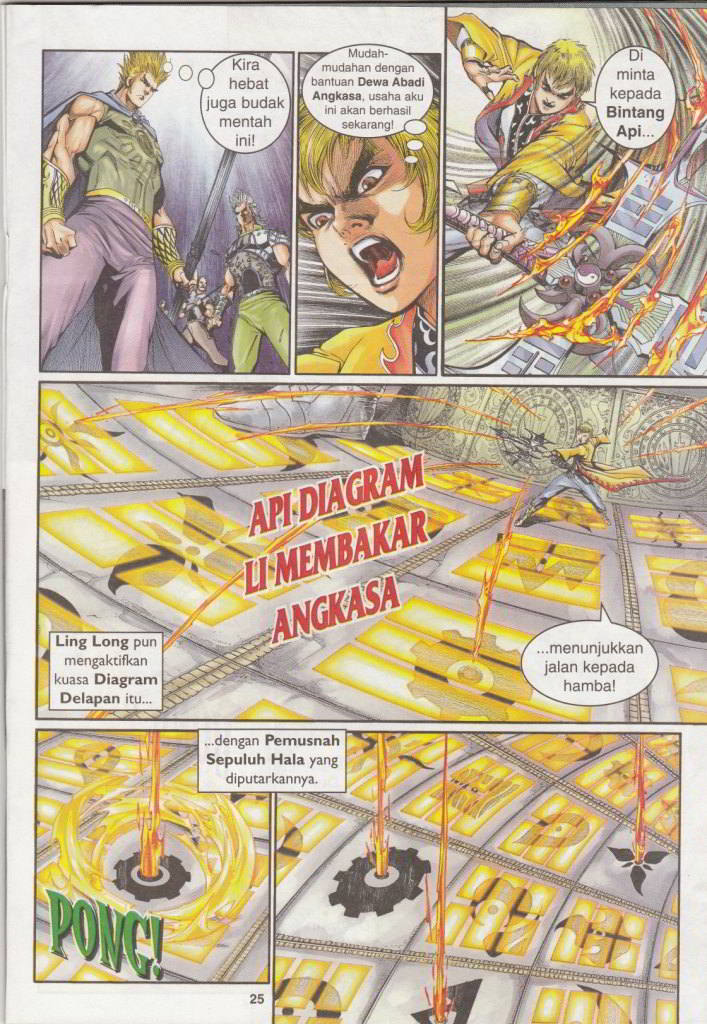 Kira
hebat
juga budak
mentah
ini!
Mudah-
mudahan dengan
bantuan Dewa Abadi
Angkasa, usaha aku
ini akan berhasil
sekarang!
Di
minta
kepada
Bintang
Api...
API DIAGRAM
LI MEMBAKAR
ANGKASA
Ling Long pun
mengaktifkan
kuasa Diagram
Delapan itu...
...menunjukkan
jalan kepada
hamba!
...dengan Pemusnah
Sepuluh Hala yang
diputarkannya.
PONG!
25